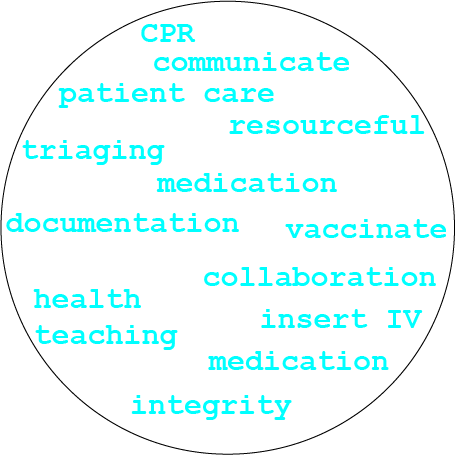 CPR
communicate
patient care
resourceful
triaging
medication
documentation
vaccinate
collaboration
health
insert IV
teaching
medication
integrity